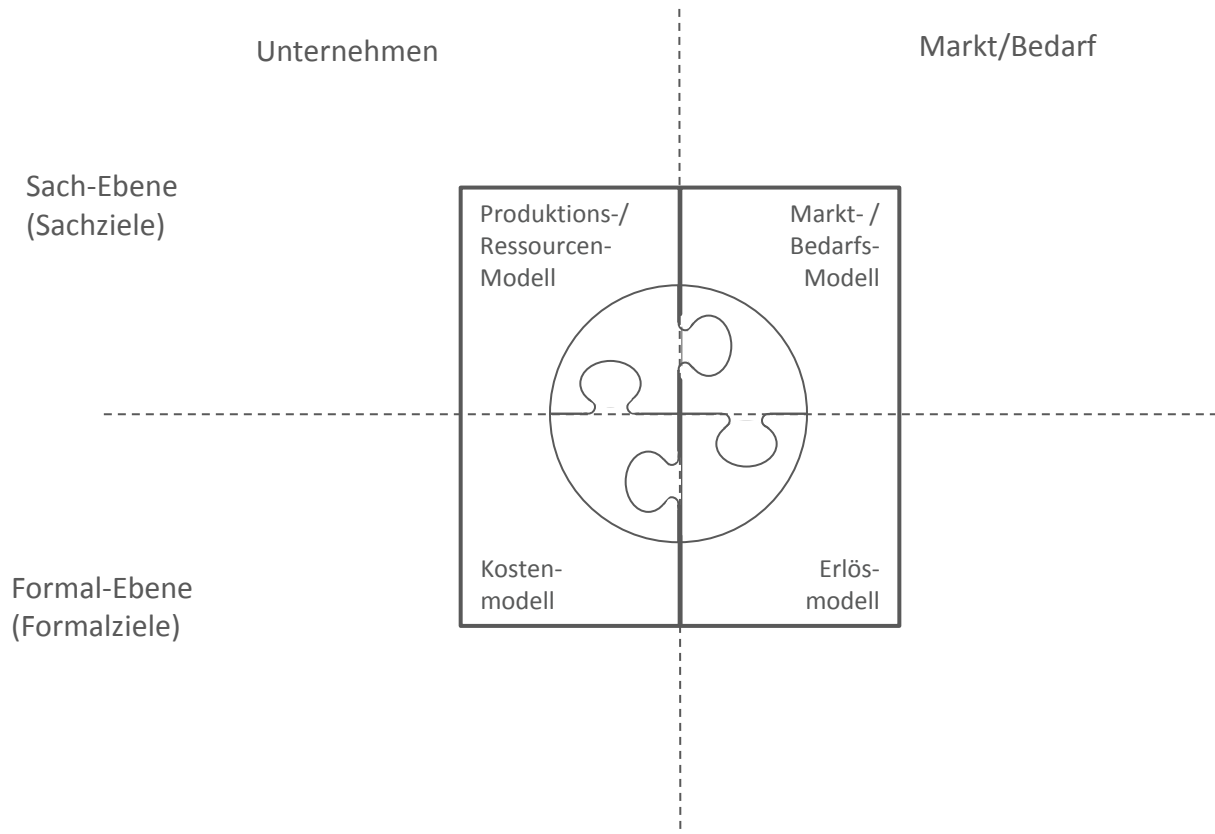 Unternehmen
Markt/Bedarf
Sach-Ebene
(Sachziele)
Produktions-/
Ressourcen-
Modell
Markt- /
Bedarfs-
Modell
Formal-Ebene
(Formalziele)
Kosten-
modell
Erlös-
modell